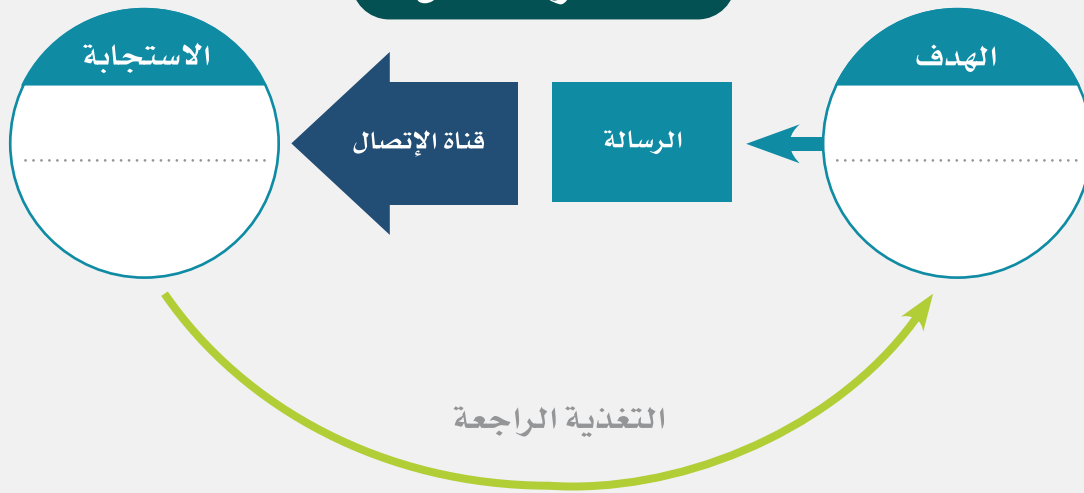 الهدف
الرسالة
قناة الإتصال
الاستجابة
التغذية الراجعة